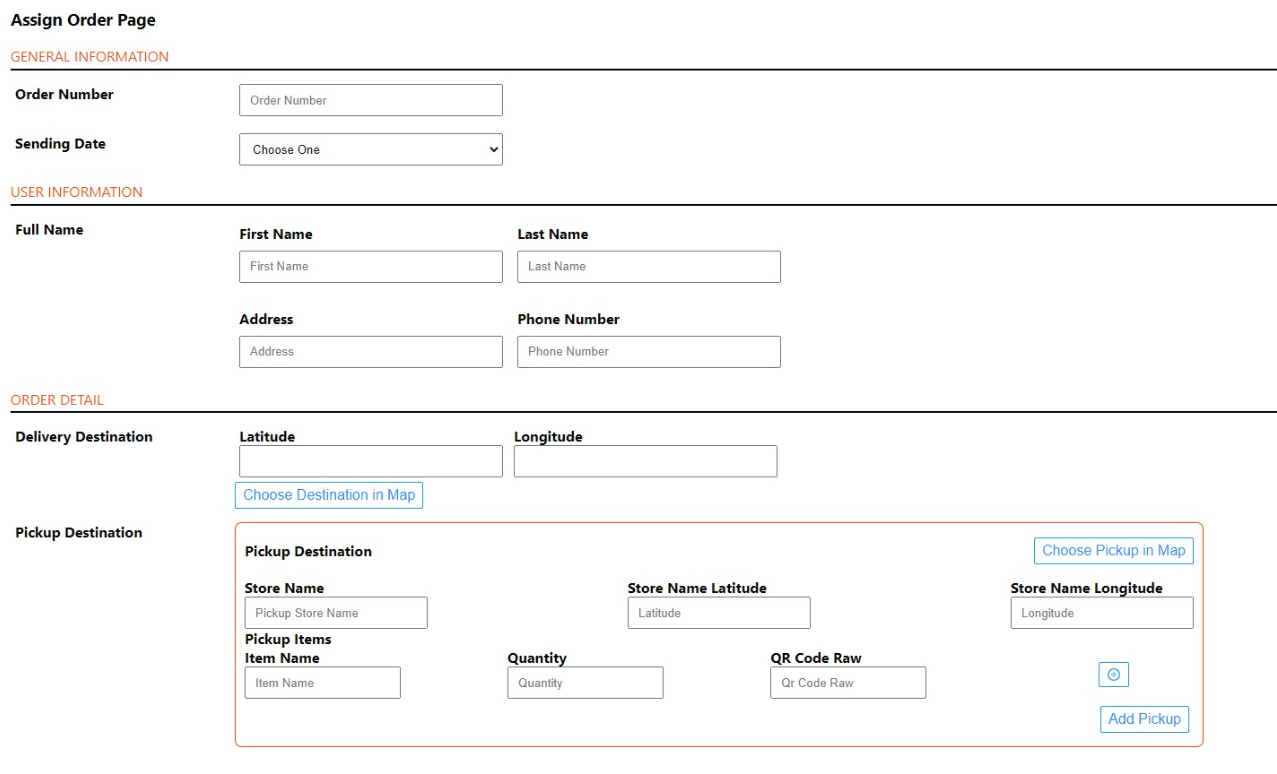 Assign Order Page
GENERAL INFORMATION
Order Number
Order Number
Sending Date
Choose One
USER INFORMATION
Full Name
First Name Last Name
First Name Last Name
Address Phone Number
Address Phone Number
ORDER DETAIL
Delivery Destination
Latitude Longitude
Choose Destination in Map
Pickup Destination
Pickup Destination
Choose Pickup in Map
Store Name Store Name Latitude Store Name Longitude
Pickup Store Name Latitude Longitude
Pickup Items
Item Name Quantity QR Code Raw
Item Name Quantity Qr Code Raw
Add Pickup